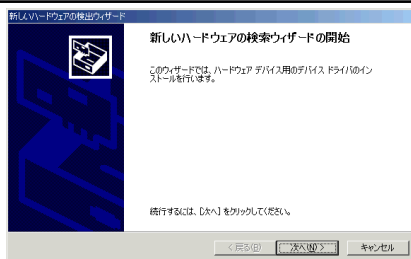 新しいハードウェアの検出ウィザード
新しいハードウェアの検索ウィザードの開始
このウィザードでは、ハードウェア デバイス用のデバイス ドライバのイン
ストールを行います。
続行するには、[次へ] をクリックしてください。
< 戻る(B)
次へ(N) >
キャンセル